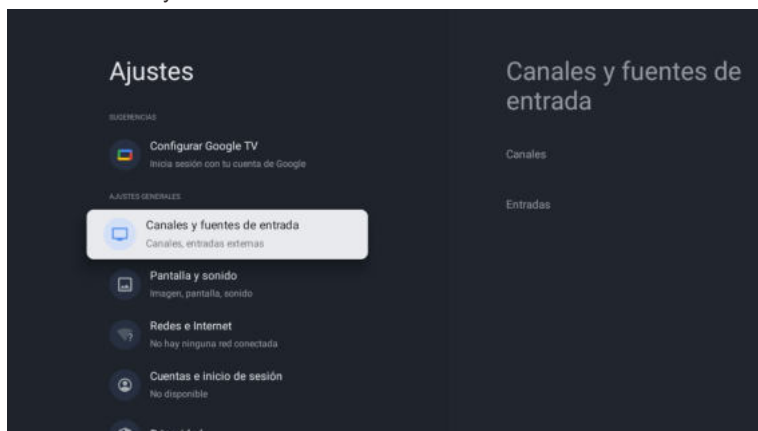 Ajustes
SUGERENCIAS
Configurar Google TV
Inicia sesión con tu cuenta de Google
AJUSTES GENERALES
Canales y fuentes de entrada
Canales, entradas externas
Pantalla y sonido
Imagen, pantalla, sonido
Redes e Internet
No hay ninguna red conectada
Cuentas e inicio de sesión
No disponible
Canales y fuentes de
entrada
Canales
Entradas